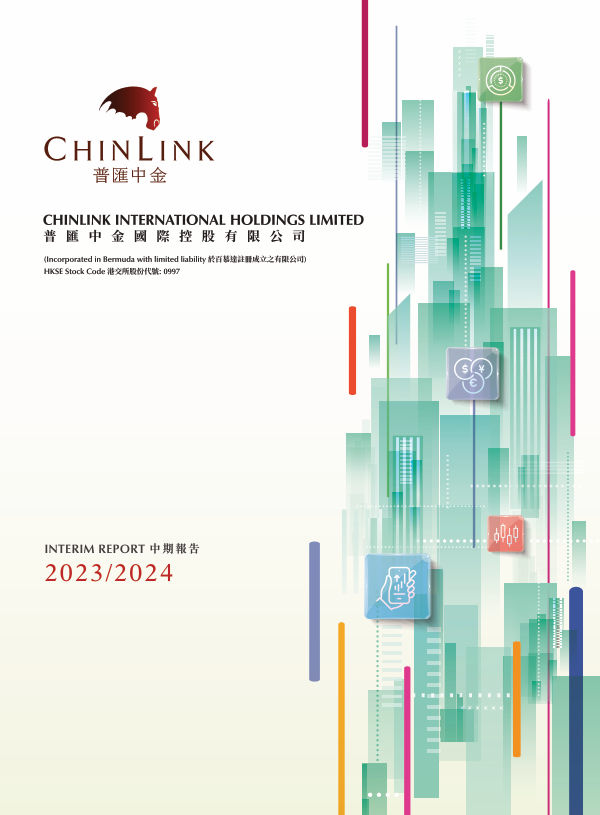 CHINLINK
普匯中金
CHINLINK INTERNATIONAL HOLDINGS LIMITED
普匯中金國際控股有限公司
(Incorporated in Bermuda with limited liability 於百慕達註冊成立之有限公司)
HKSE Stock Code 港交所股份代號: 0997
$
$ ¥
€
INTERIM REPORT 中期報告
2023/2024